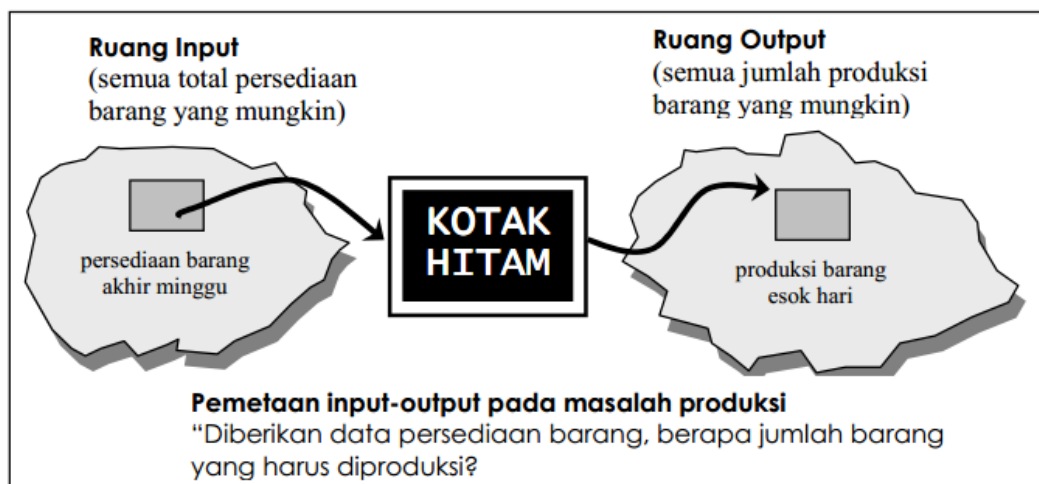 Ruang Input
(semua total persediaan
barang yang mungkin)
Ruang Output
(semua jumlah produksi
barang yang mungkin)
persediaan barang
akhir minggu
KOTAK
HITAM
produksi barang
esok hari
Pemetaan input-output pada masalah produksi
“Diberikan data persediaan barang, berapa jumlah barang
yang harus diproduksi?